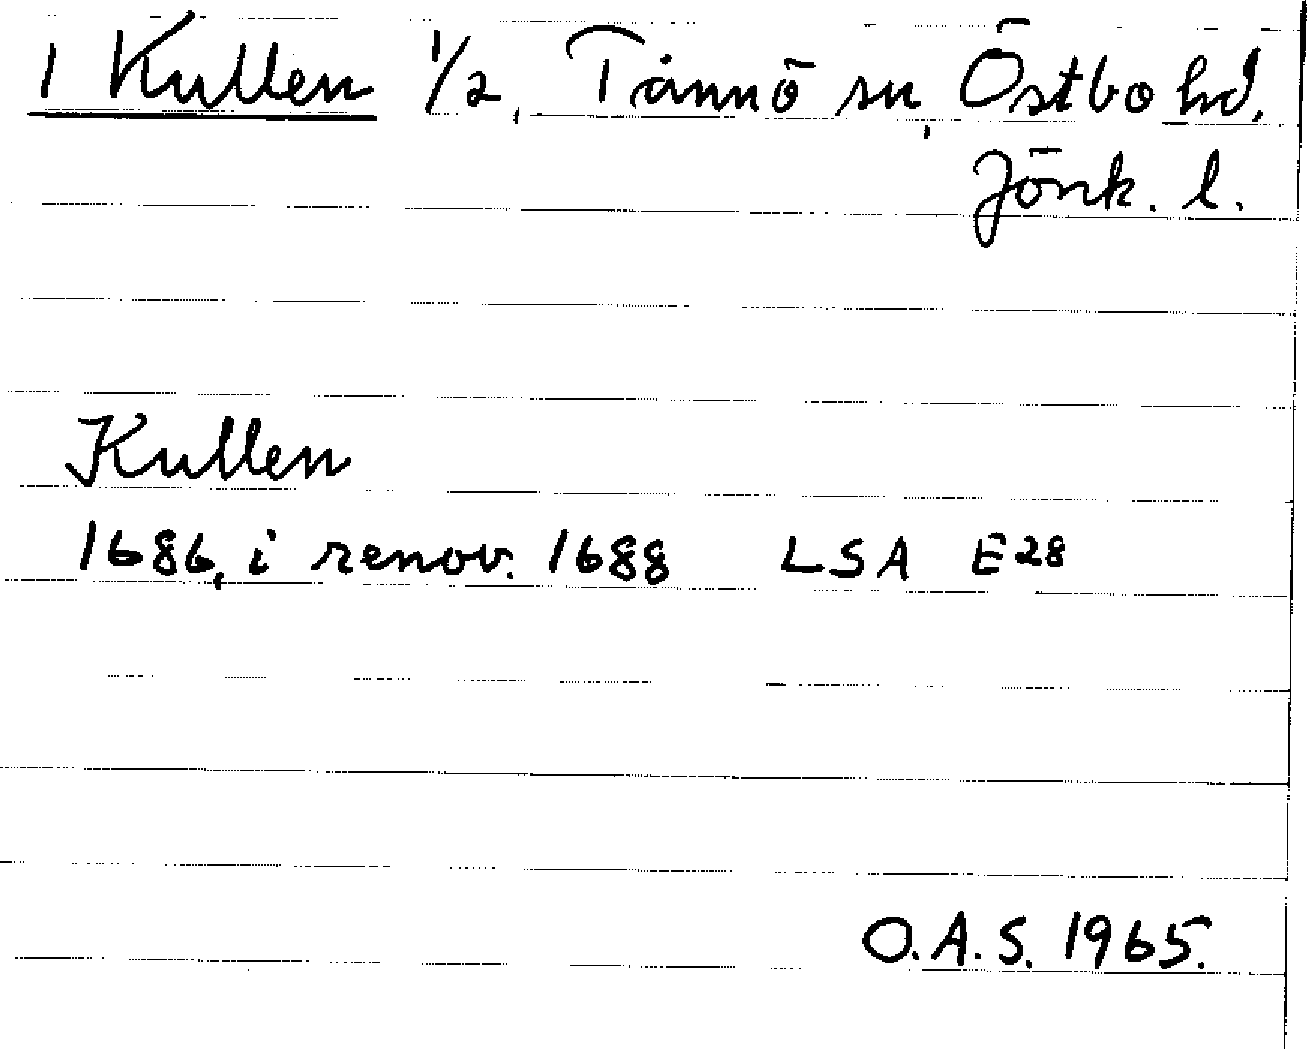 1 Kullen 1/2, Tånnö sn, Östbo hd,
Jönk. l.
Kullen
1686, i renov. 1688 LSA E28
O.A.S. 1965.